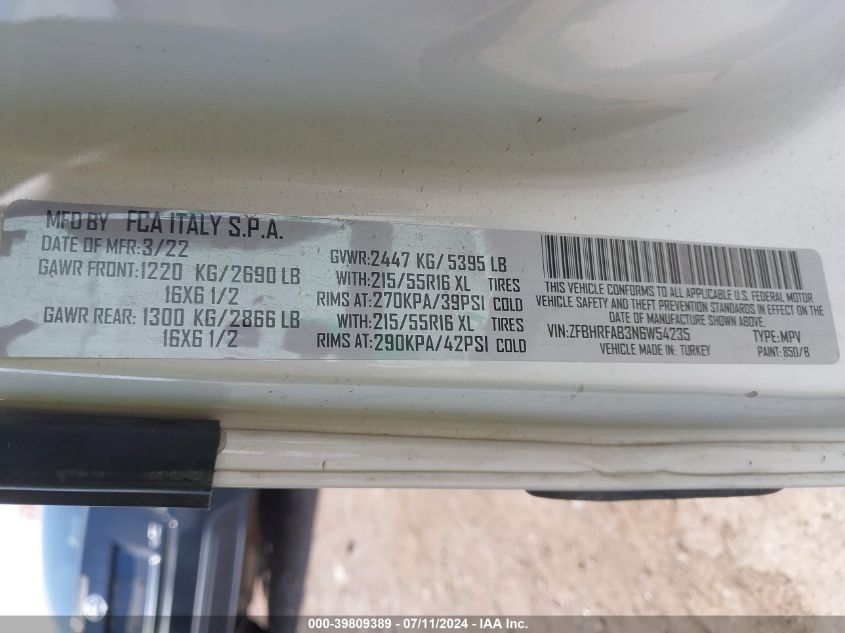 MFD BY FCA ITALY S.P.A.
DATE OF MFR:3/22
GAWR FRONT:1220 KG/2690 LB
16X6 1/2
GAWR REAR: 1300 KG/2866 LB
16X6 1/2
GVWR:2447 KG/ 5395 LB
WITH:215/55R16 XL TIRES
RIMS AT:270KPA/39PSI COLD
WITH:215/55R16 XL TIRES
RIMS AT:290KPA/42PSI COLD
THIS VEHICLE CONFORMS TO ALL APPLICABLE U.S. FEDERAL MOTOR
VEHICLE SAFETY AND THEFT PREVENTION STANDARDS IN EFFECT ON THE
DATE OF MANUFACTURE SHOWN ABOVE.
VIN:ZFBHRFAB3N6W54235 TYPE:MPV
VEHICLE MADE IN: TURKEY PAINT: 850/B
000-39809389 - 07/11/2024 - IAA Inc.